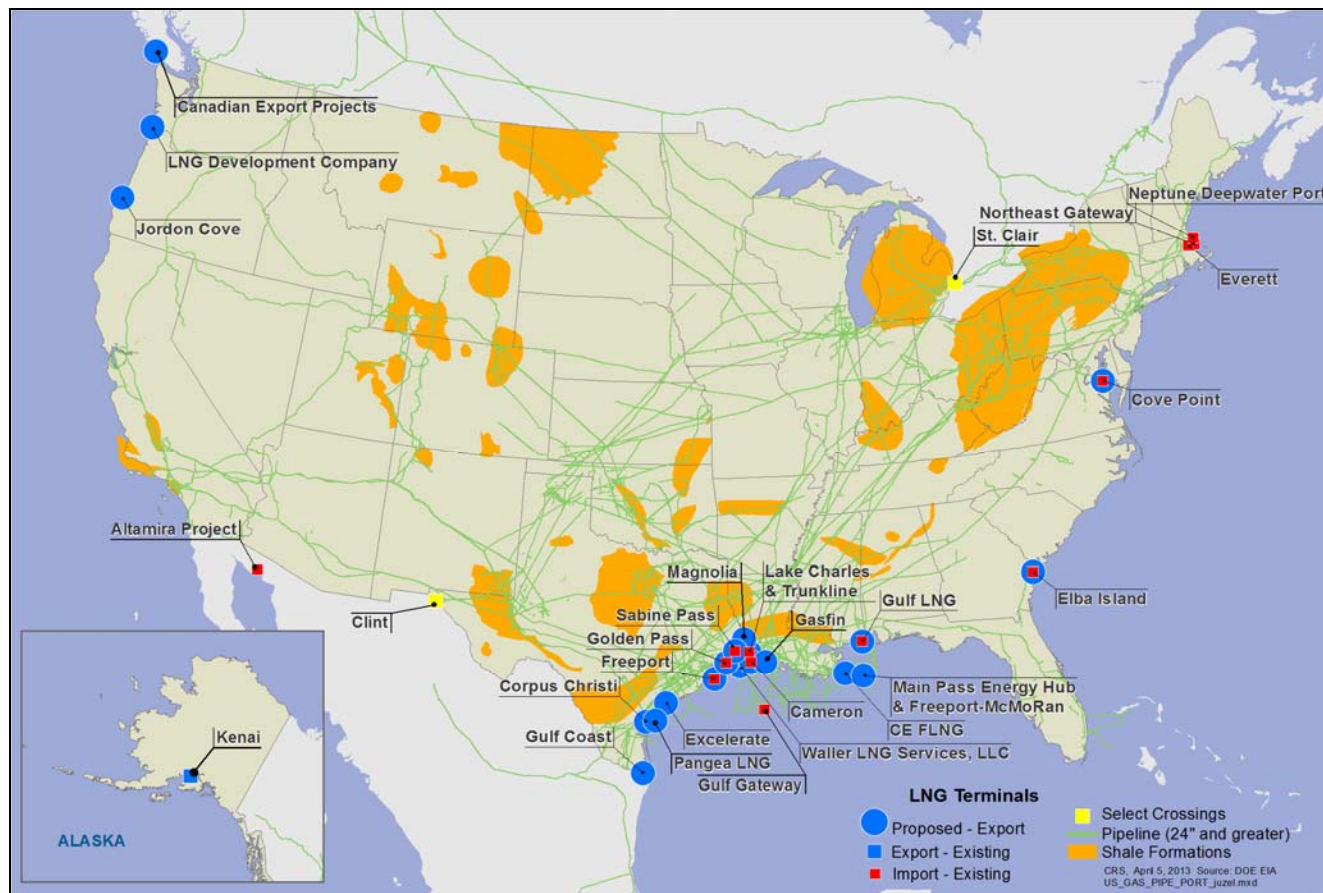 Canadian Export Projects
LNG Development Company
Jordon Cove
Neptune Deepwater Port
Northeast Gateway
St. Clair
Everett
Cove Point
Altamira Project
Clint
Magnolia
Lake Charles
& Trunkline
Sabine Pass
Gulf LNG
Elba Island
Golden Pass
Gasfin
Freeport
Corpus Christi
Main Pass Energy Hub
& Freeport-McMoRan
Cameron
CE FLNG
Gulf Coast
Excelerate
Waller LNG Services, LLC
Pangea LNG
Gulf Gateway
Kenai
ALASKA
LNG Terminals
Proposed - Export
Export - Existing
Import - Existing
Select Crossings
Pipeline (24" and greater)
Shale Formations
CRS, April 5, 2013 Source: DOE EIA
US_GAS_PIPE_PORT_juzel.mxd